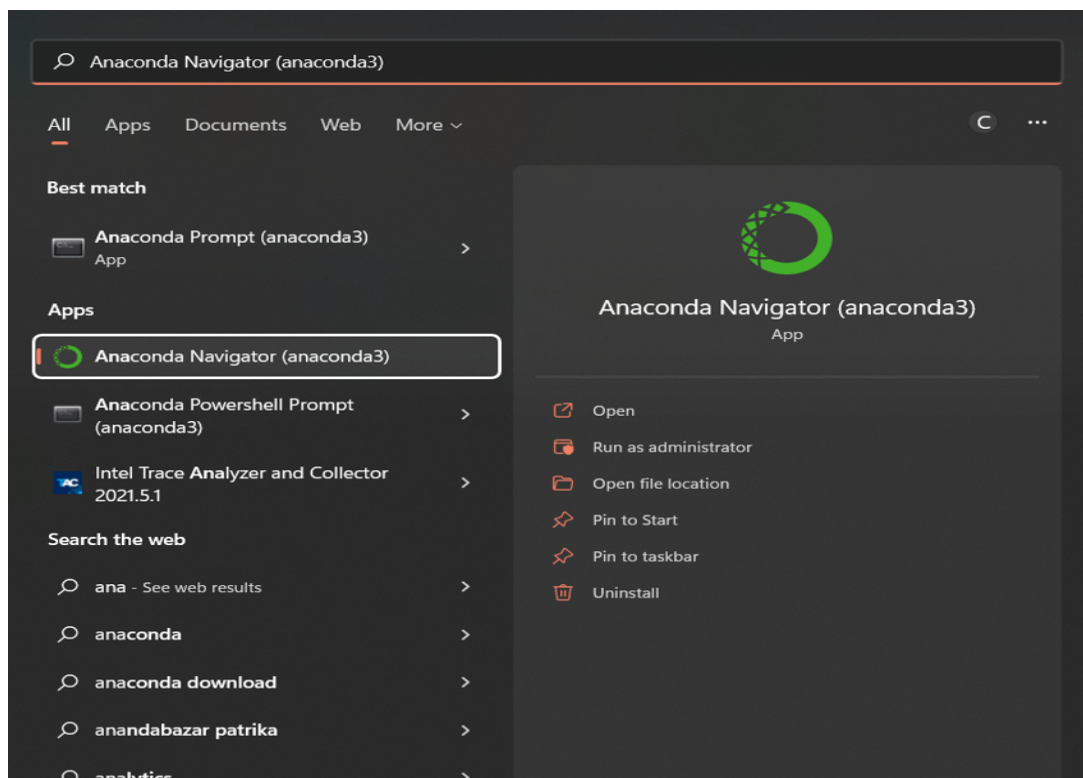 Anaconda Navigator (anaconda3)
All Apps Documents Web More
C
Best match
Anaconda Prompt (anaconda3)
App
Apps
Anaconda Navigator (anaconda3)
Anaconda Powershell Prompt
(anaconda3)
Intel Trace Analyzer and Collector
2021.5.1
Search the web
ana - See web results
anaconda
anaconda download
anandabazar patrika
analytics
Anaconda Navigator (anaconda3)
App
Open
Run as administrator
Open file location
Pin to Start
Pin to taskbar
Uninstall